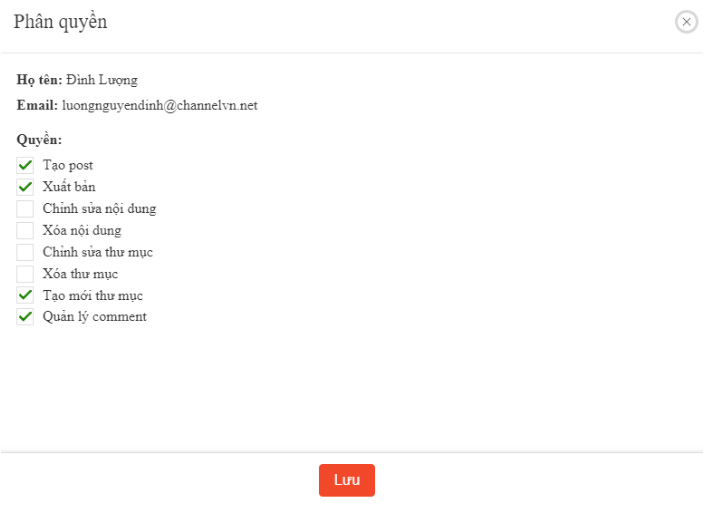 Phân quyền
Họ tên: Đình Lượng
Email: luongnguyendinh@channelvn.net
Quyền:
Tạo post
Xuất bản
Chỉnh sửa nội dung
Xóa nội dung
Chỉnh sửa thư mục
Xóa thư mục
Tạo mới thư mục
Quản lý comment
Lưu